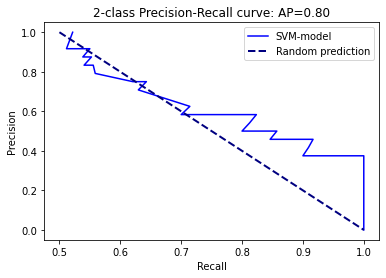 2-class Precision-Recall curve: AP=0.80
SVM-model
Random prediction
Precision
1.0
0.8
0.6
0.4
0.2
0.0
0.5
0.6
0.7
0.8
0.9
1.0
Recall